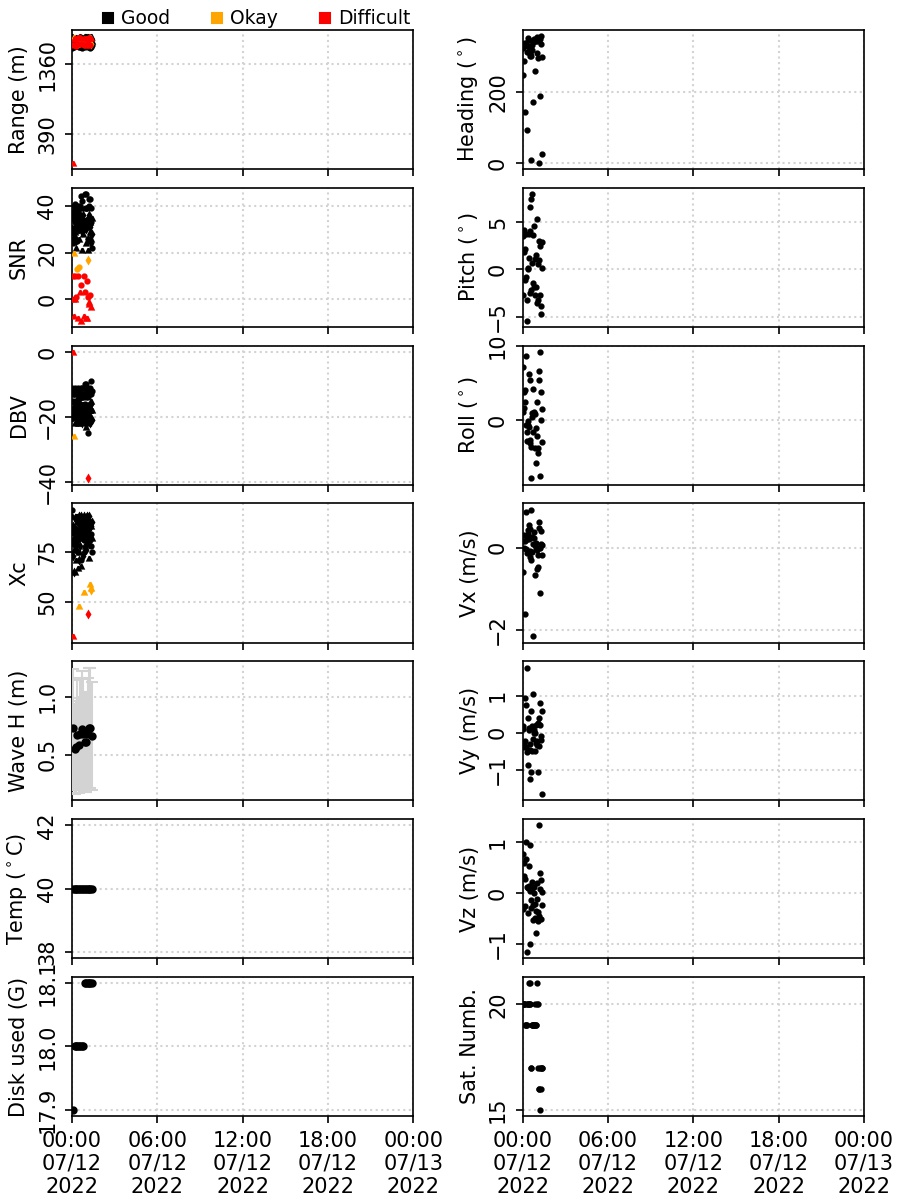 Good Okay Difficult
Range (m)
1360
390
Heading (°)
200
0
SNR
40
20
0
Pitch (°)
5
0
−5
DBV
0
−20
−40
Roll (°)
10
0
Xc
75
50
Vx (m/s)
0
−2
Wave H (m)
1.0
0.5
Vy (m/s)
1
0
−1
Temp (°C)
42
40
38
Vz (m/s)
1
0
−1
Disk used (G)
18.1
18.0
17.9
Sat. Numb.
20
15
00:00 06:00 12:00 18:00 00:00
07/12 07/12 07/12 07/12 07/13
2022 2022 2022 2022 2022
00:00 06:00 12:00 18:00 00:00
07/12 07/12 07/12 07/12 07/13
2022 2022 2022 2022 2022